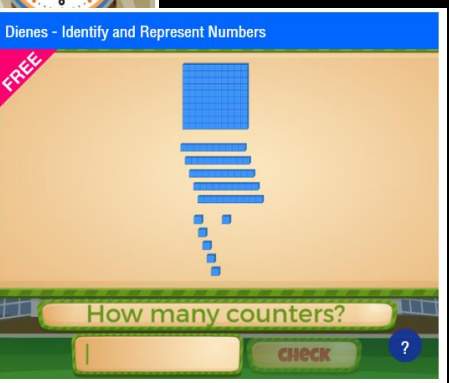 Dienes - Identify and Represent Numbers
FREE
How many counters?
CHECK
?